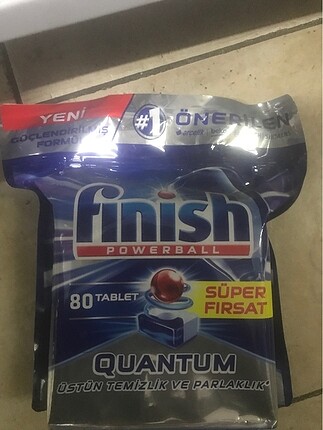 YENİ
GÜÇLENDİRİLMİŞ
FORMÜL
#1 ÖNERİLEN
finish
POWERBALL
80 TABLET
SÜPER
FIRSAT
QUANTUM
ÜSTÜN TEMİZLİK VE PARLAKLIK*